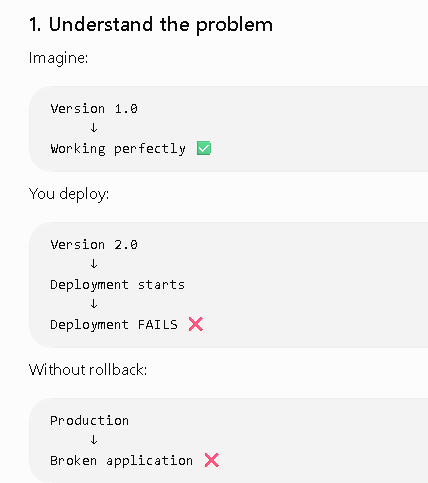 1. Understand the problem
Imagine:
Version 1.0
↓
Working perfectly ✅
You deploy:
Version 2.0
↓
Deployment starts
↓
Deployment FAILS ❌
Without rollback:
Production
↓
Broken application ❌